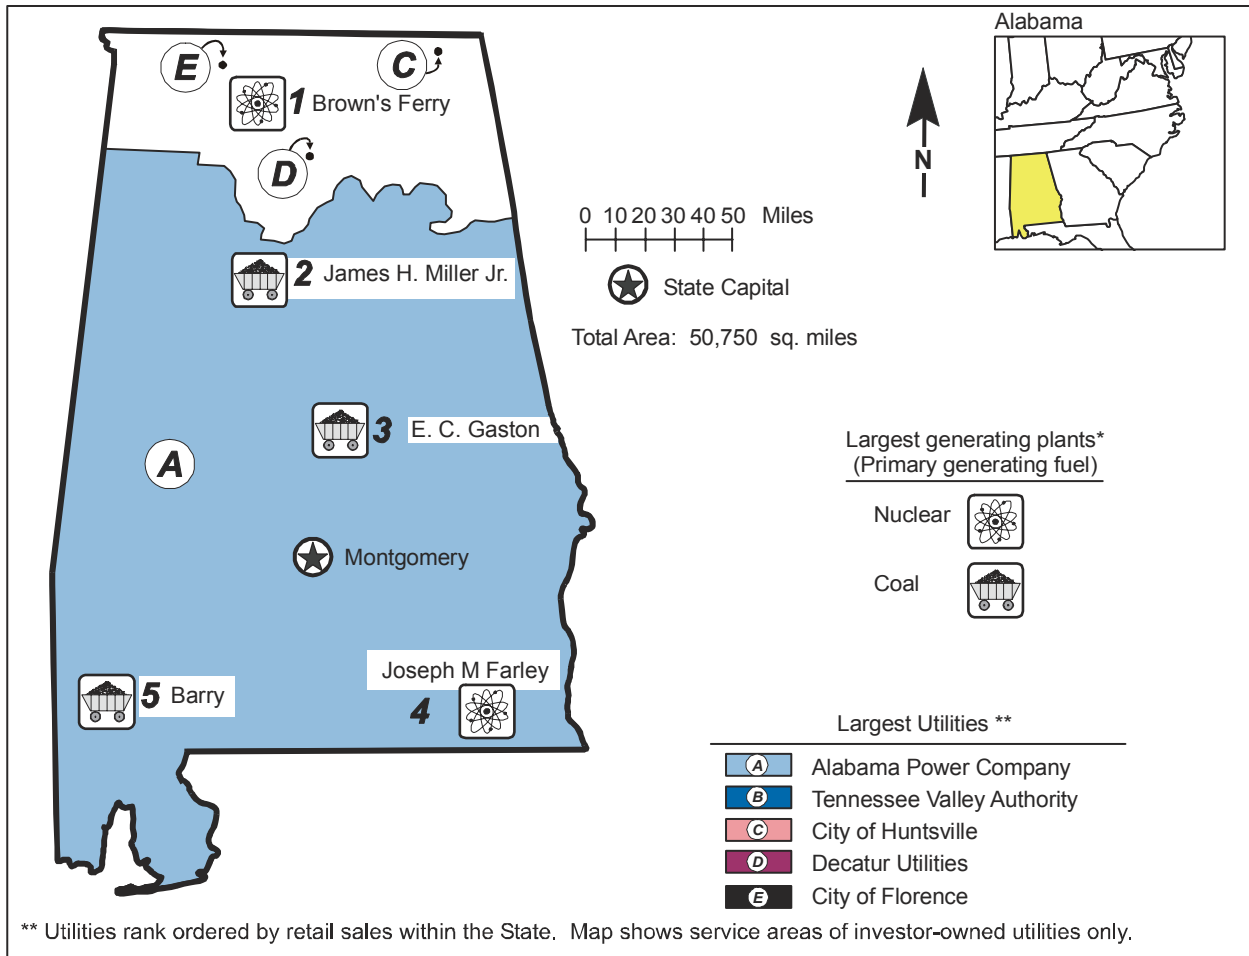 Alabama
E
C
1 Brown's Ferry
D
N
0 10 20 30 40 50 Miles
2 James H. Miller Jr.
State Capital
Total Area: 50,750 sq. miles
3 E. C. Gaston
A
Largest generating plants*
(Primary generating fuel)
Nuclear
Montgomery
Coal
Joseph M Farley
5 Barry
4
Largest Utilities **
A Alabama Power Company
B Tennessee Valley Authority
C City of Huntsville
D Decatur Utilities
E City of Florence
** Utilities rank ordered by retail sales within the State. Map shows service areas of investor-owned utilities only.